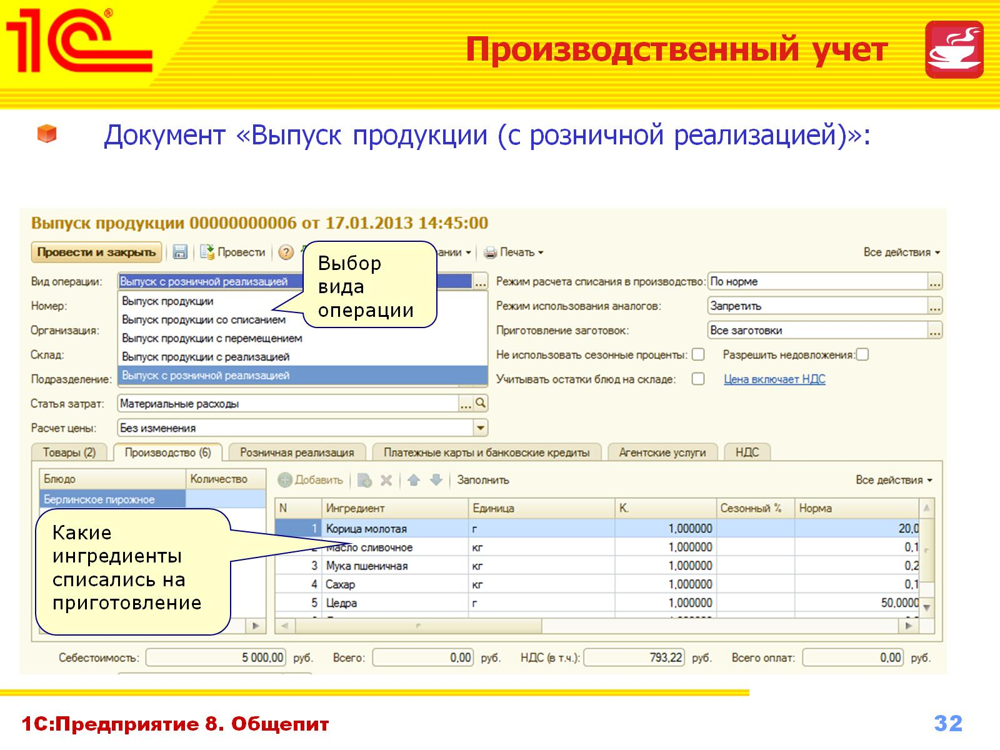 1С®
Производственный учет
Документ «Выпуск продукции (с розничной реализацией)»:
Выпуск продукции 00000000006 от 17.01.2013 14:45:00
Провести и закрыть Провести ? Печать Все действия
Выбор
вида
операции
Вид операции: Выпуск с розничной реализацией ... Режим расчета списания в производство: По норме ...
Выпуск продукции
Номер: Режим использования аналогов: Запретить ...
Выпуск продукции со списанием
Организация: Приготовление заготовок: Все заготовки ...
Выпуск продукции с перемещением
Склад: Выпуск продукции с реализацией Не использовать сезонные проценты: Разрешить недовложения:
Подразделение: Выпуск с розничной реализацией Учитывать остатки блюд на складе: Цена включает НДС
Статья затрат: Материальные расходы ...
Расчет цены: Без изменения
Товары (2) Производство (6) Розничная реализация Платежные карты и банковские кредиты Агентские услуги НДС
Блюдо Количество Добавить Заполнить Все действия
Берлинское пирожное
N Ингредиент Единица К. Сезонный % Норма
1 Корица молотая г 1,000000 20,0
2 Масло сливочное кг 1,000000 0,1
3 Мука пшеничная кг 1,000000 0,2
4 Сахар кг 1,000000 0,1
5 Цедра г 1,000000 50,0000
Какие
ингредиенты
списались на
приготовление
Себестоимость: 5 000,00 руб. Всего: 0,00 руб. НДС (в т.ч.): 793,22 руб. Всего оплат: 0,00 руб.
1С:Предприятие 8. Общепит
32